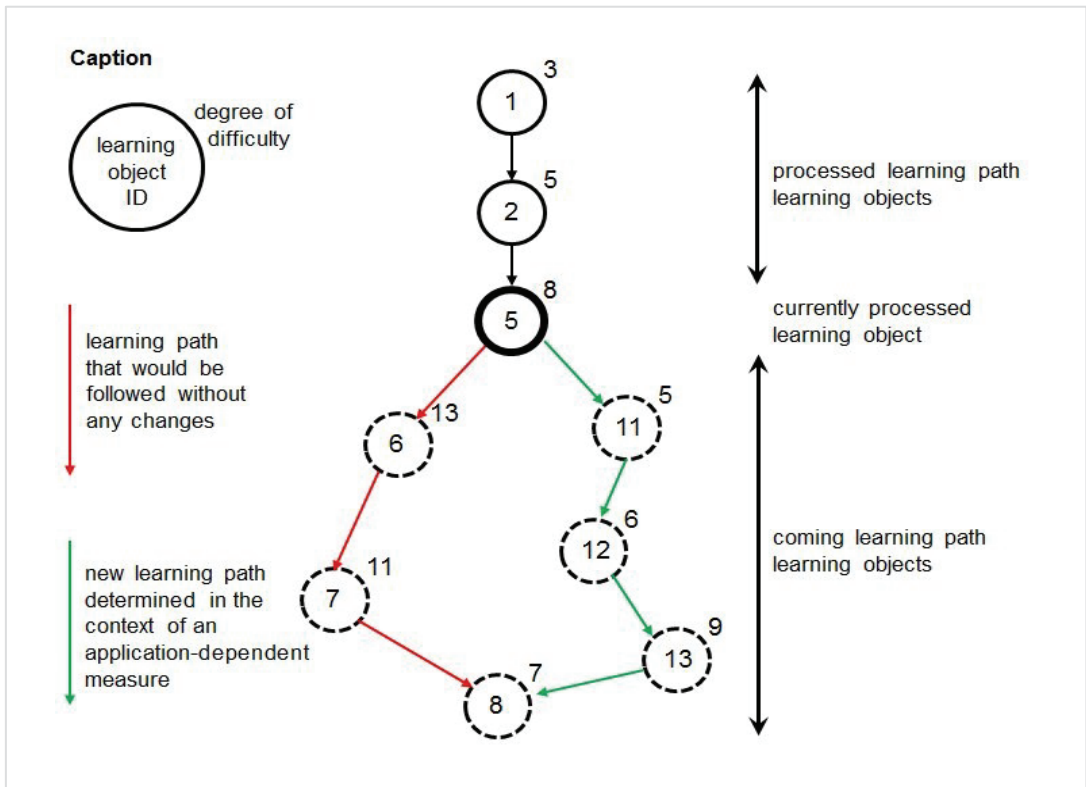 Caption
learning
object
ID
degree of
difficulty
3
1
5
2
8
5
processed learning path
learning objects
currently processed
learning object
learning path
that would be
followed without
any changes
13
6
5
11
6
12
11
7
9
13
7
8
coming learning path
learning objects
new learning path
determined in the
context of an
application-dependent
measure